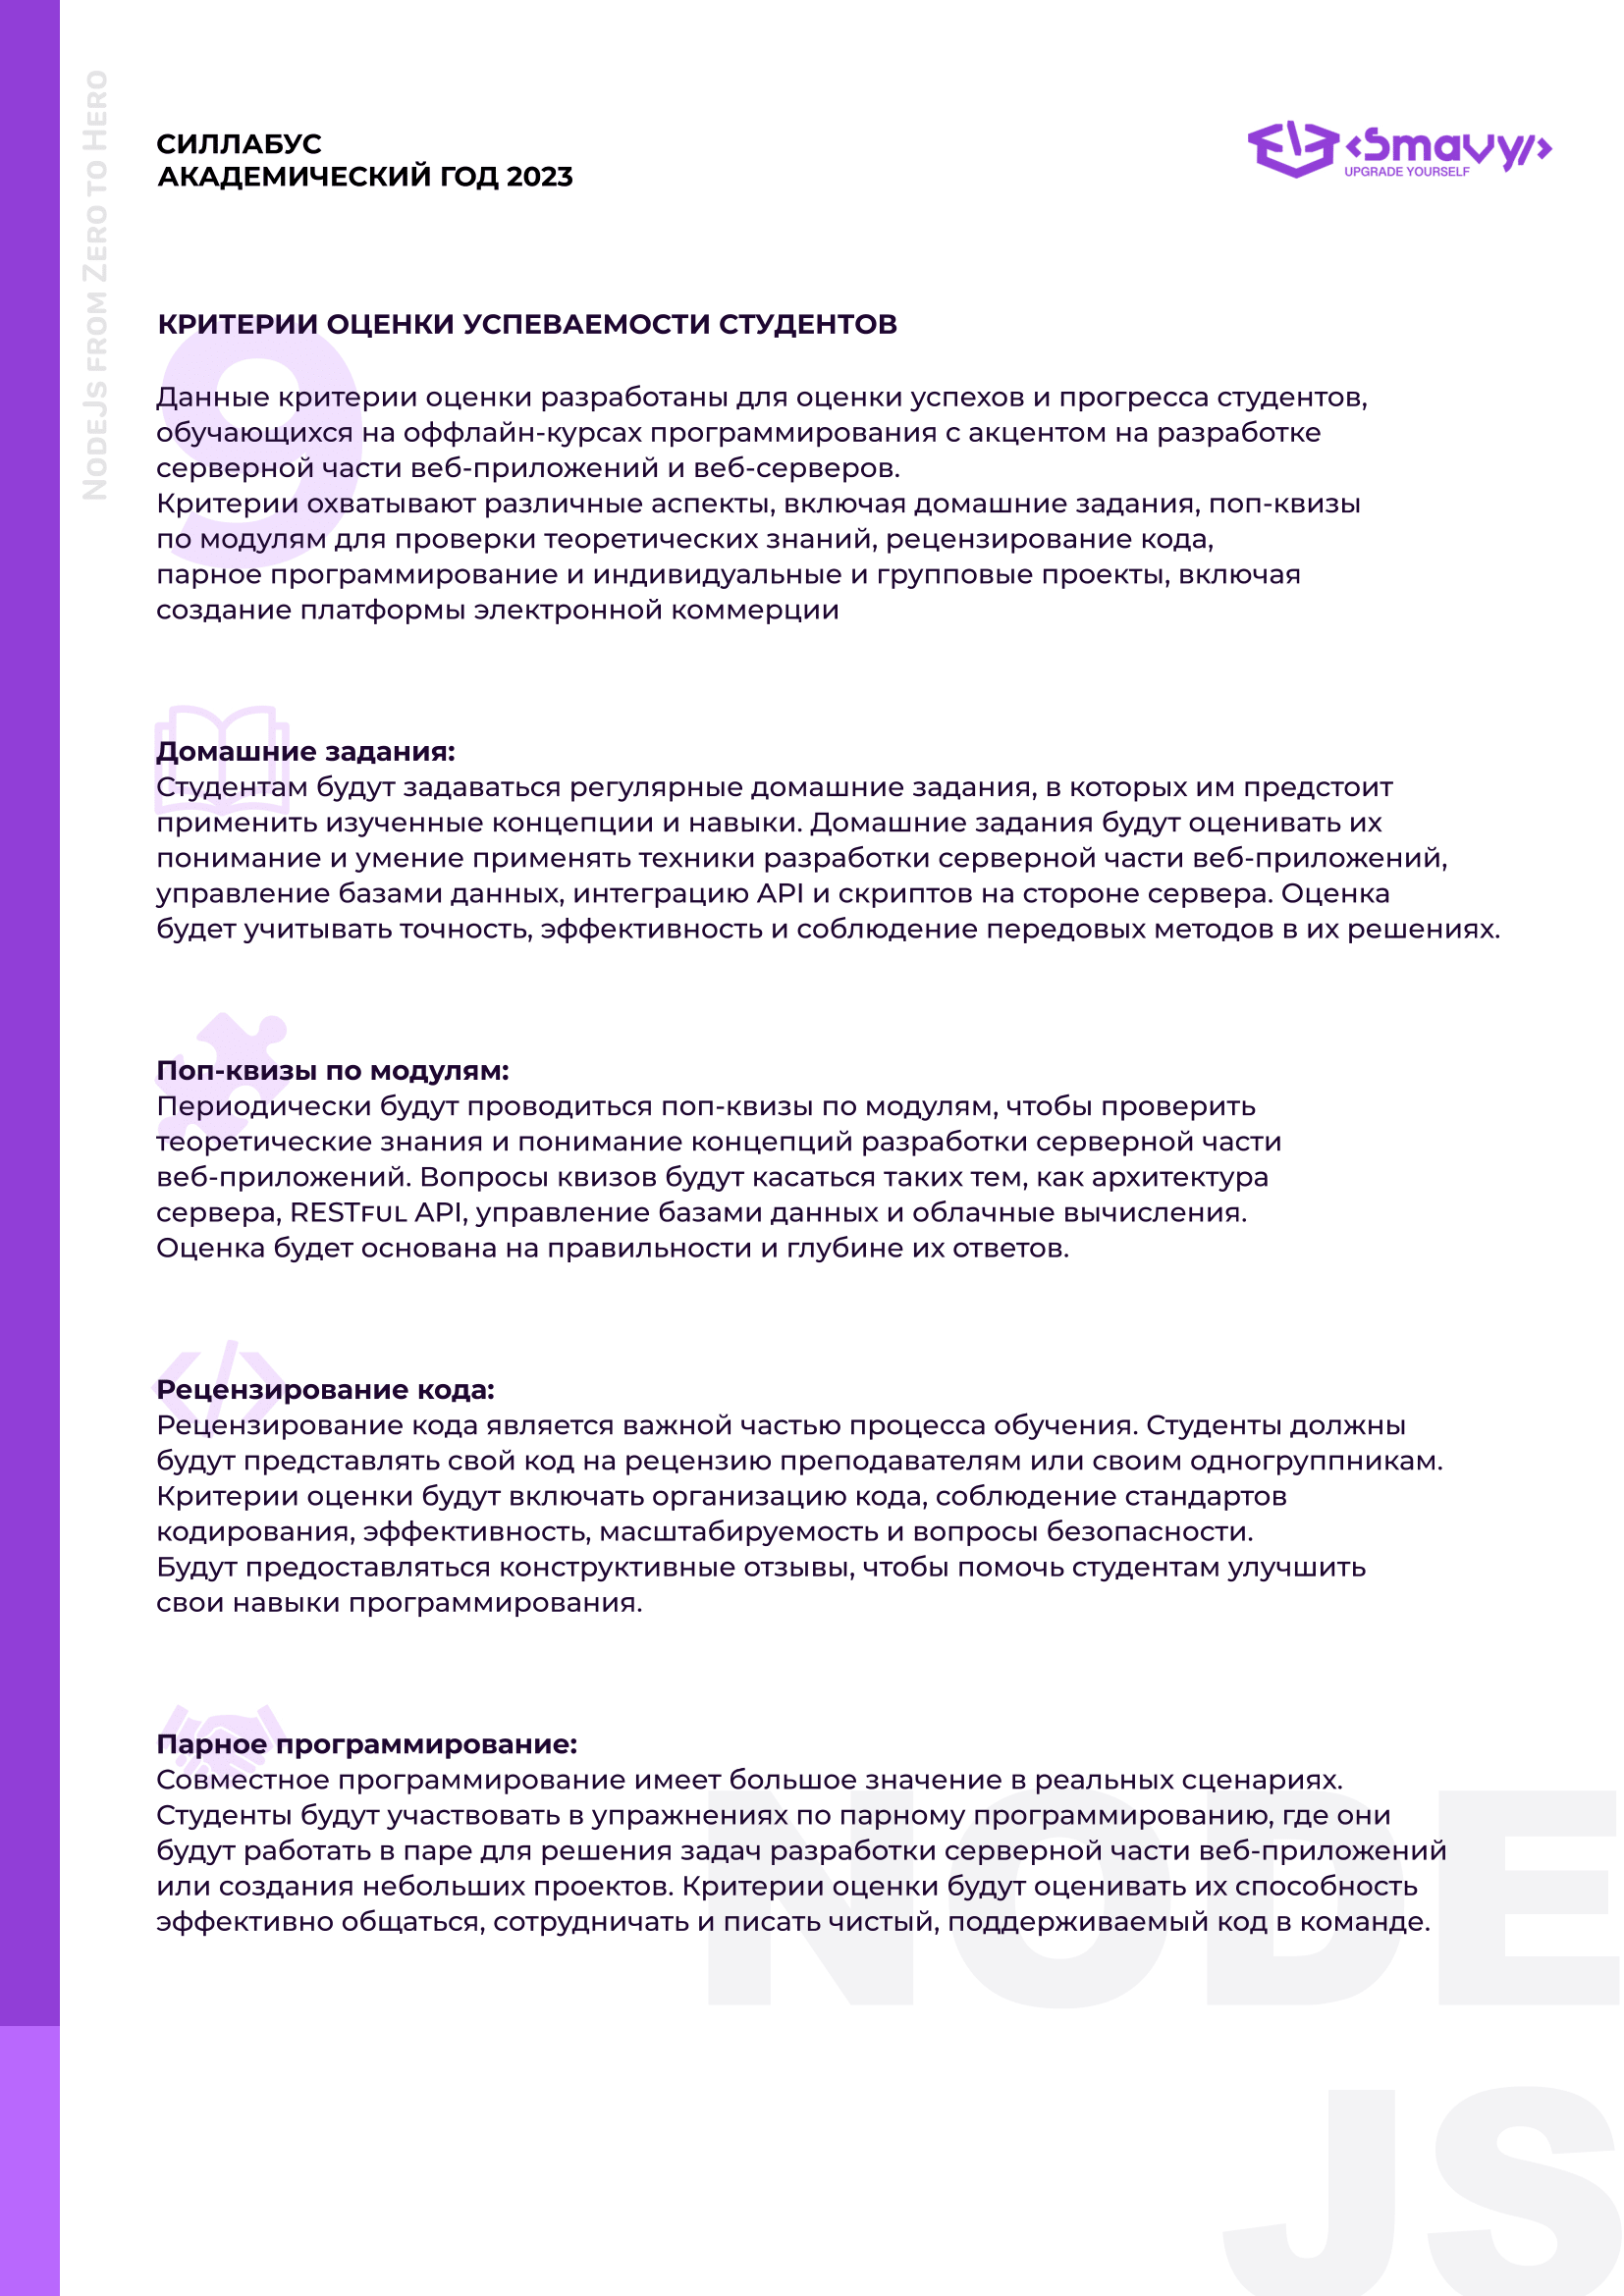 NodeJs from Zero to Hero
СИЛЛАБУС
АКАДЕМИЧЕСКИЙ ГОД 2023
<Smavy/>
UPGRADE YOURSELF
9
КРИТЕРИИ ОЦЕНКИ УСПЕВАЕМОСТИ СТУДЕНТОВ
Данные критерии оценки разработаны для оценки успехов и прогресса студентов,
обучающихся на оффлайн-курсах программирования с акцентом на разработке
серверной части веб-приложений и веб-серверов.
Критерии охватывают различные аспекты, включая домашние задания, поп-квизы
по модулям для проверки теоретических знаний, рецензирование кода,
парное программирование и индивидуальные и групповые проекты, включая
создание платформы электронной коммерции
Домашние задания:
Студентам будут задаваться регулярные домашние задания, в которых им предстоит
применить изученные концепции и навыки. Домашние задания будут оценивать их
понимание и умение применять техники разработки серверной части веб-приложений,
управление базами данных, интеграцию API и скриптов на стороне сервера. Оценка
будет учитывать точность, эффективность и соблюдение передовых методов в их решениях.
Поп-квизы по модулям:
Периодически будут проводиться поп-квизы по модулям, чтобы проверить
теоретические знания и понимание концепций разработки серверной части
веб-приложений. Вопросы квизов будут касаться таких тем, как архитектура
сервера, RESTful API, управление базами данных и облачные вычисления.
Оценка будет основана на правильности и глубине их ответов.
Рецензирование кода:
Рецензирование кода является важной частью процесса обучения. Студенты должны
будут представлять свой код на рецензию преподавателям или своим одногруппникам.
Критерии оценки будут включать организацию кода, соблюдение стандартов
кодирования, эффективность, масштабируемость и вопросы безопасности.
Будут предоставляться конструктивные отзывы, чтобы помочь студентам улучшить
свои навыки программирования.
Парное программирование:
Совместное программирование имеет большое значение в реальных сценариях.
Студенты будут участвовать в упражнениях по парному программированию, где они
будут работать в паре для решения задач разработки серверной части веб-приложений
или создания небольших проектов. Критерии оценки будут оценивать их способность
эффективно общаться, сотрудничать и писать чистый, поддерживаемый код в команде.
NODE
JS